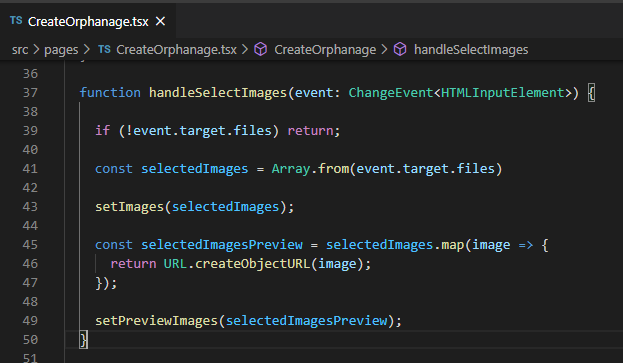 TS CreateOrphanage.tsx ×
src > pages > TS CreateOrphanage.tsx > CreateOrphanage > handleSelectImages
36
37 function handleSelectImages(event: ChangeEvent<HTMLInputElement>) {
38
39 if (!event.target.files) return;
40
41 const selectedImages = Array.from(event.target.files)
42
43 setImages(selectedImages);
44
45 const selectedImagesPreview = selectedImages.map(image => {
46 return URL.createObjectURL(image);
47 });
48
49 setPreviewImages(selectedImagesPreview);
50 }
51